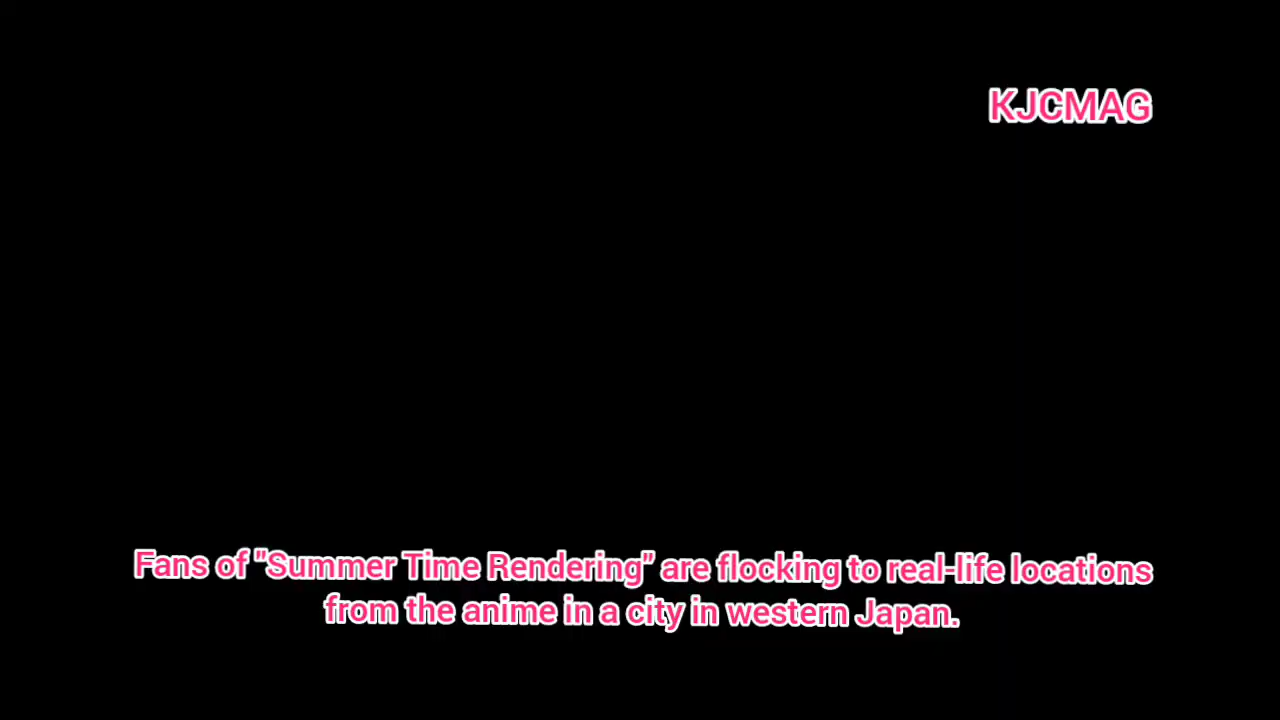 KJCMAG
Fans of "Summer Time Rendering" are flocking to real-life locations
from the anime in a city in western Japan.